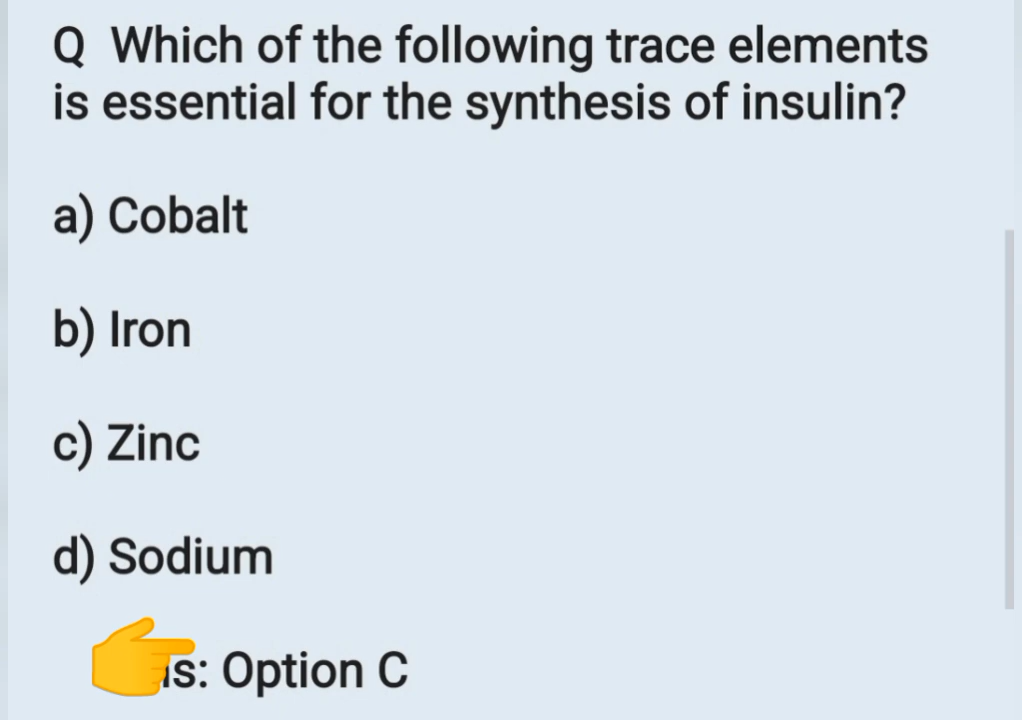 Q Which of the following trace elements
is essential for the synthesis of insulin?
a) Cobalt
b) Iron
c) Zinc
d) Sodium
Option C